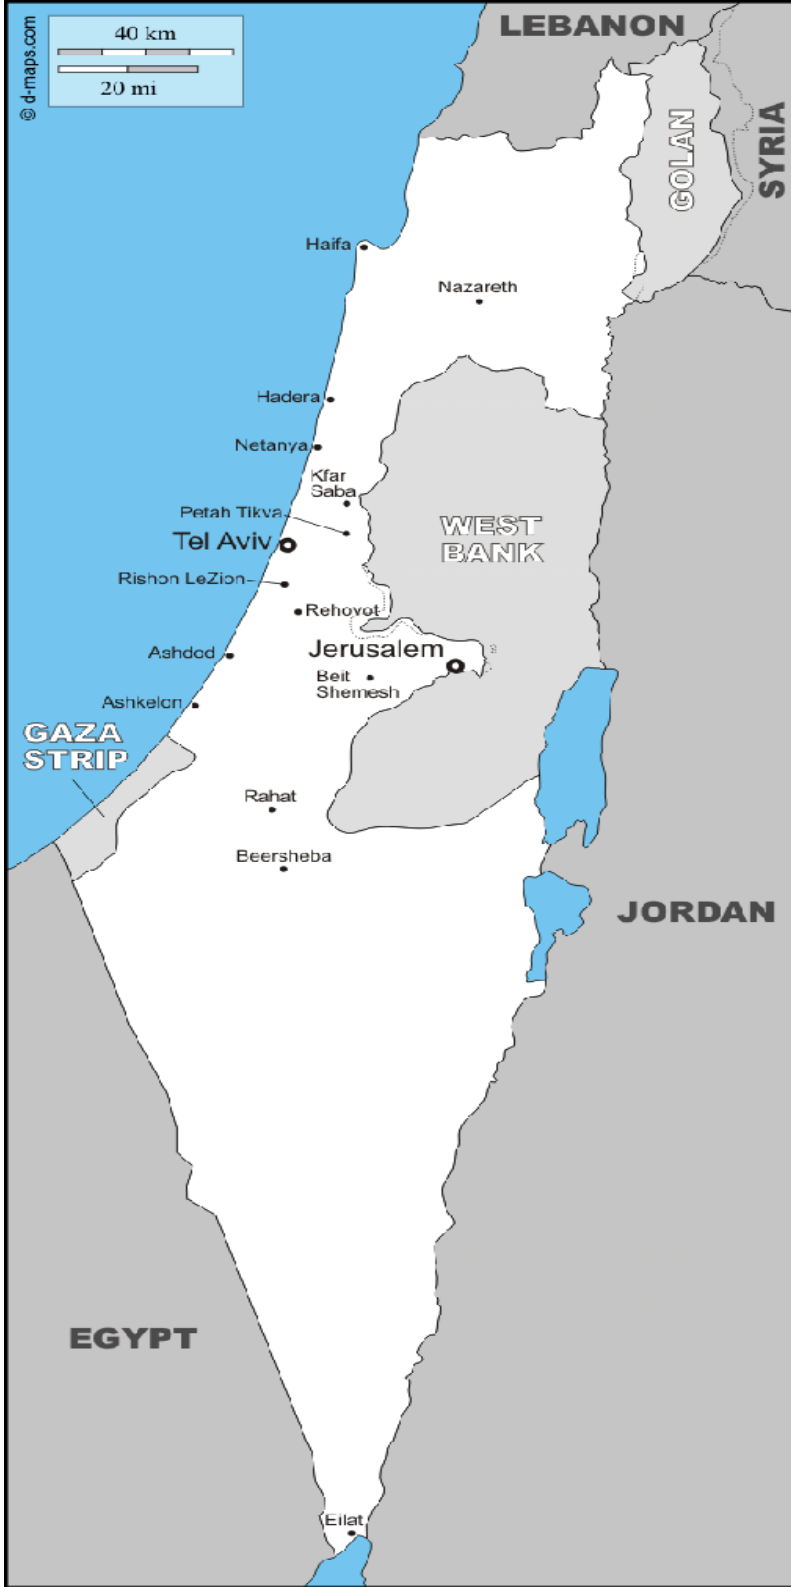 LEBANON
40 km
20 mi
© d-maps.com
GOLAN
SYRIA
Haifa
Nazareth
Hadera
Netanya
Kfar
Saba
Petah Tikva
WEST
BANK
Tel Aviv
Rishon LeZion
Rehovot
Jerusalem
Ashdod
Beit
Shemesh
Ashkelon
GAZA
STRIP
Rahat
Beersheba
JORDAN
EGYPT
Eilat